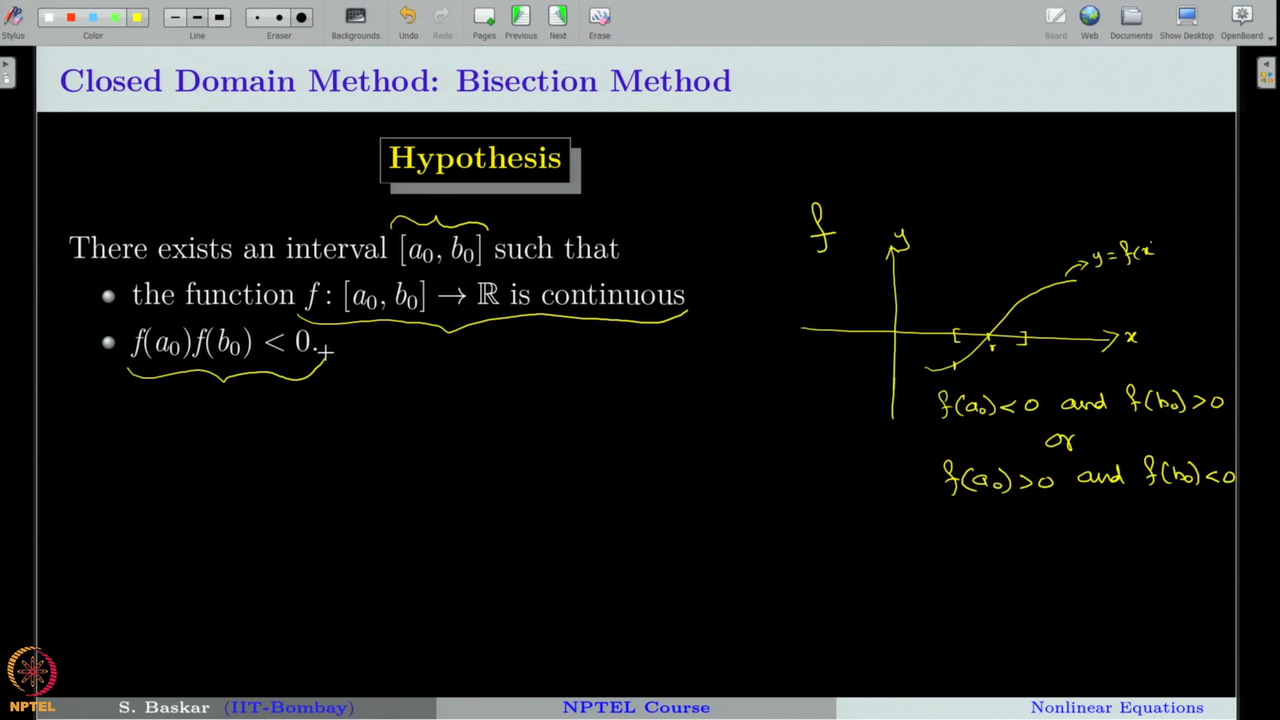 Stylus Color Line Eraser Backgrounds Undo Redo Pages Previous Next Erase Board Web Documents Show Desktop OpenBoard
Closed Domain Method: Bisection Method
Hypothesis
There exists an interval [a₀, b₀] such that
the function f : [a₀, b₀] → ℝ is continuous
f(a₀)f(b₀) < 0.
f
y
y = f(x
x
r
f(a₀) < 0 and f(b₀) > 0
or
f(a₀) > 0 and f(b₀) < 0
NPTEL
S. Baskar (IIT-Bombay) NPTEL Course Nonlinear Equations